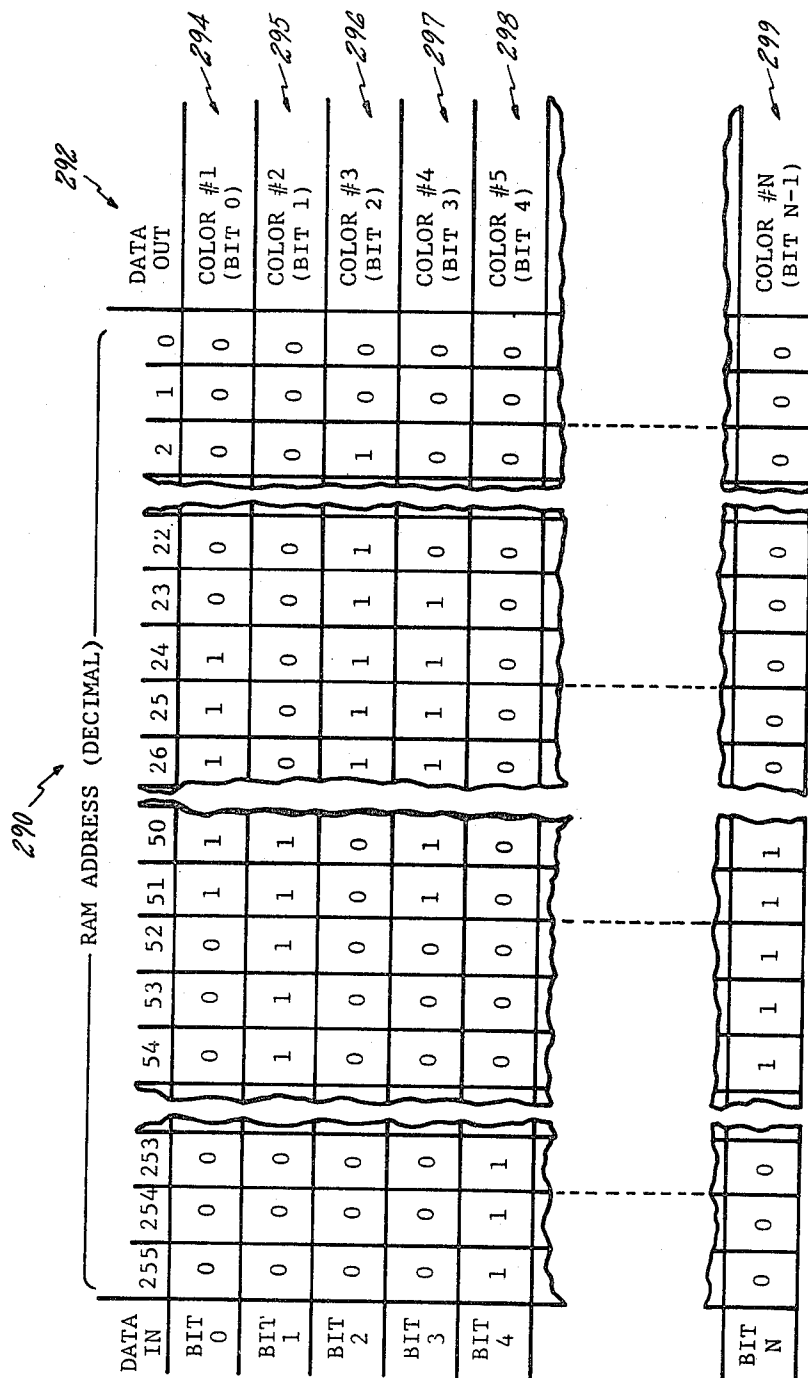 290
RAM ADDRESS (DECIMAL)
292
DATA IN 255 254 253 54 53 52 51 50 26 25 24 23 22 2 1 0 DATA OUT
BIT 0 0 0 0 0 0 0 1 1 1 1 1 0 0 0 0 0 COLOR #1 (BIT 0) 294
BIT 1 0 0 0 1 1 1 1 1 0 0 0 0 0 0 0 0 COLOR #2 (BIT 1) 295
BIT 2 0 0 0 0 0 0 0 0 1 1 1 1 1 1 0 0 COLOR #3 (BIT 2) 296
BIT 3 0 0 0 0 0 0 1 1 1 1 1 1 0 0 0 0 COLOR #4 (BIT 3) 297
BIT 4 1 1 1 0 0 0 0 0 0 0 0 0 0 0 0 0 COLOR #5 (BIT 4) 298
BIT N 0 0 0 1 1 1 1 1 0 0 0 0 0 0 0 0 COLOR #N (BIT N-1) 299